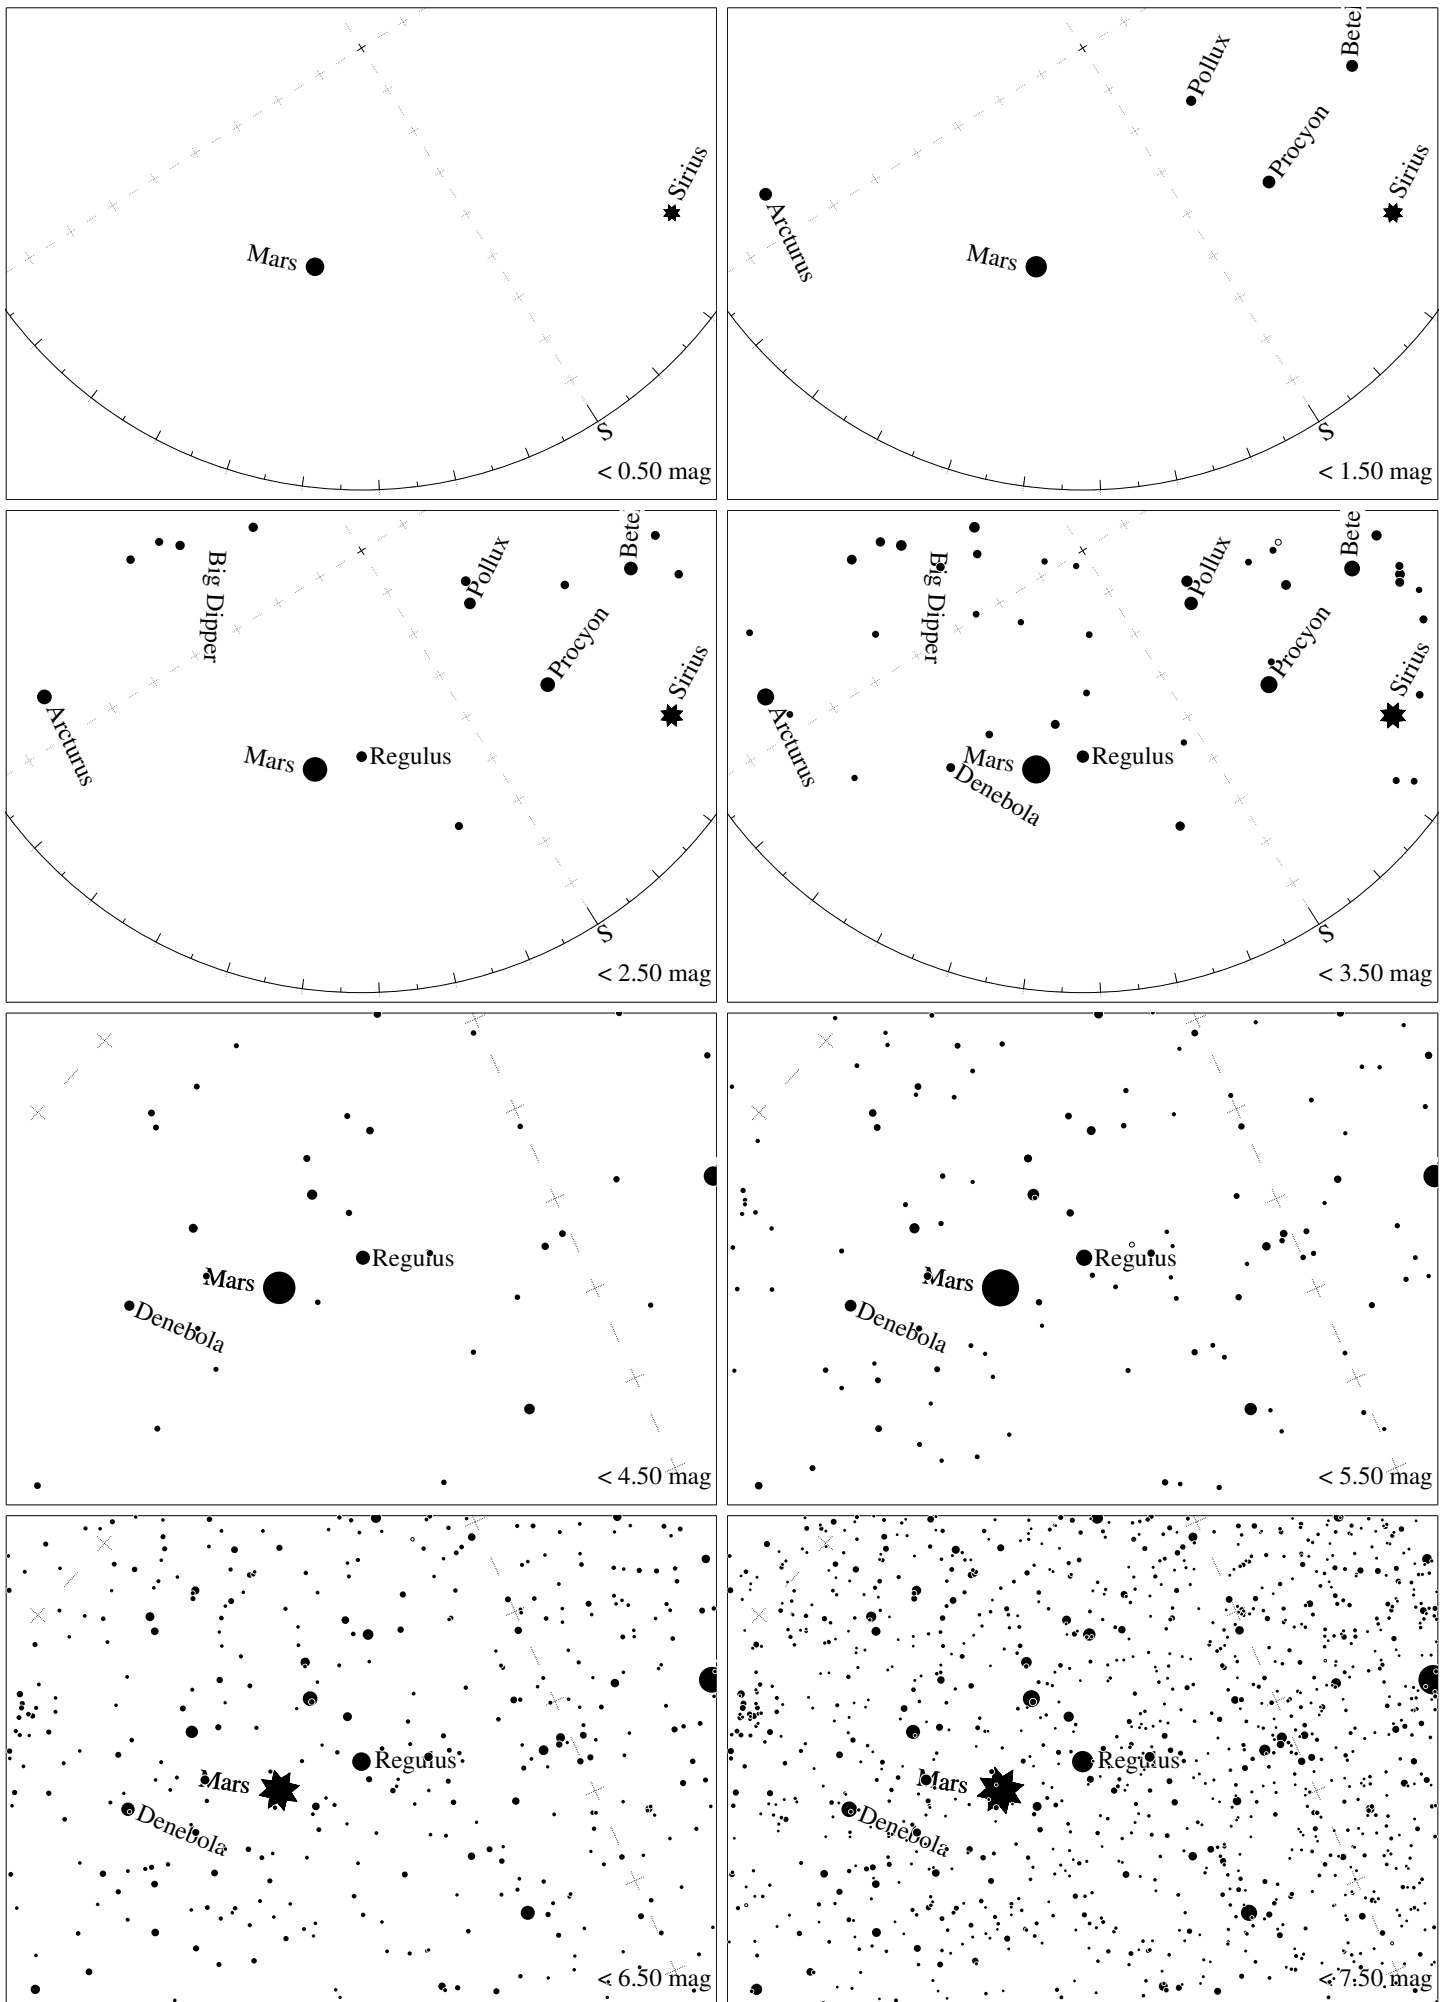 Sirius
Mars
S
< 0.50 mag
Bete
Pollux
Procyon
Sirius
Arcturus
Mars
S
< 1.50 mag
Bete
Big Dipper
Pollux
Procyon
Sirius
Arcturus
Mars
Regulus
S
< 2.50 mag
Bete
Big Dipper
Pollux
Procyon
Sirius
Arcturus
Mars
Regulus
Denebola
S
< 3.50 mag
Regulus
Mars
Denebola
< 4.50 mag
Regulus
Mars
Denebola
< 5.50 mag
Regulus
Mars
Denebola
< 6.50 mag
Regulus
Mars
Denebola
< 7.50 mag